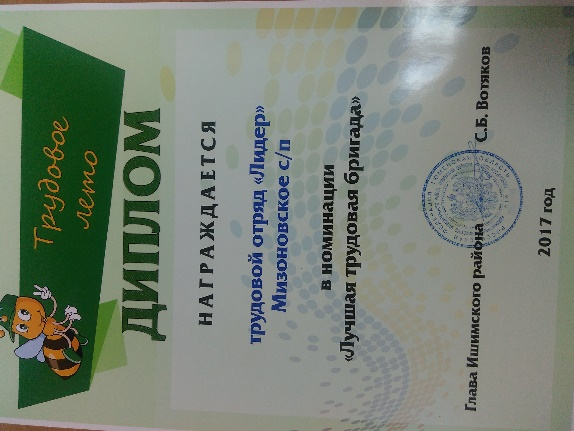 Трудовое
лето
ДИПЛОМ
НАГРАЖДАЕТСЯ
трудовой отряд «Лидер»
Мизоновское с/п
в номинации
«Лучшая трудовая бригада»
Глава Ишимского района С.Б. Вотяков
2017 год